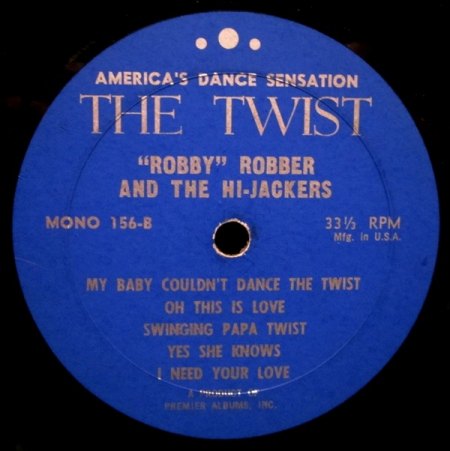 AMERICA'S DANCE SENSATION
THE TWIST
"ROBBY" ROBBER
AND THE HI-JACKERS
MONO 156-B
33⅓ RPM
Mfg. in U.S.A.
MY BABY COULDN'T DANCE THE TWIST
OH THIS IS LOVE
SWINGING PAPA TWIST
YES SHE KNOWS
I NEED YOUR LOVE
A PRODUCT OF
PREMIER ALBUMS, INC.